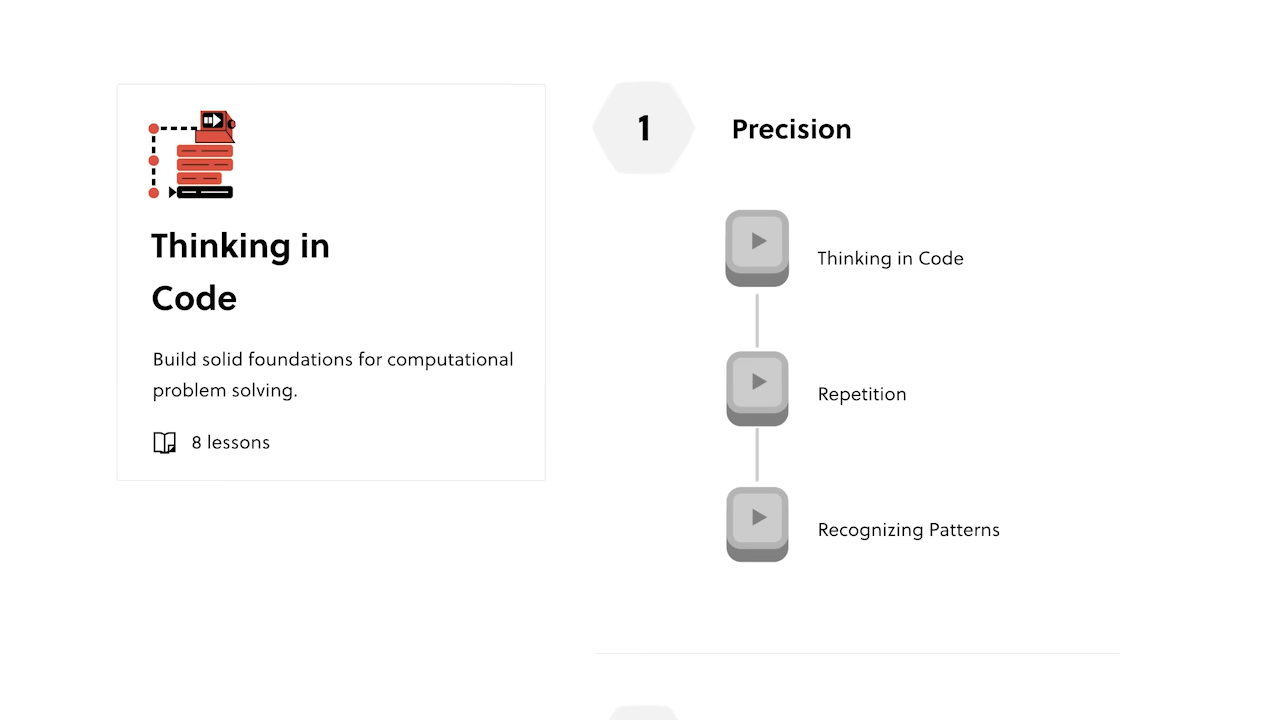 Thinking in
Code
Build solid foundations for computational
problem solving.
8 lessons
1
Precision
Thinking in Code
Repetition
Recognizing Patterns